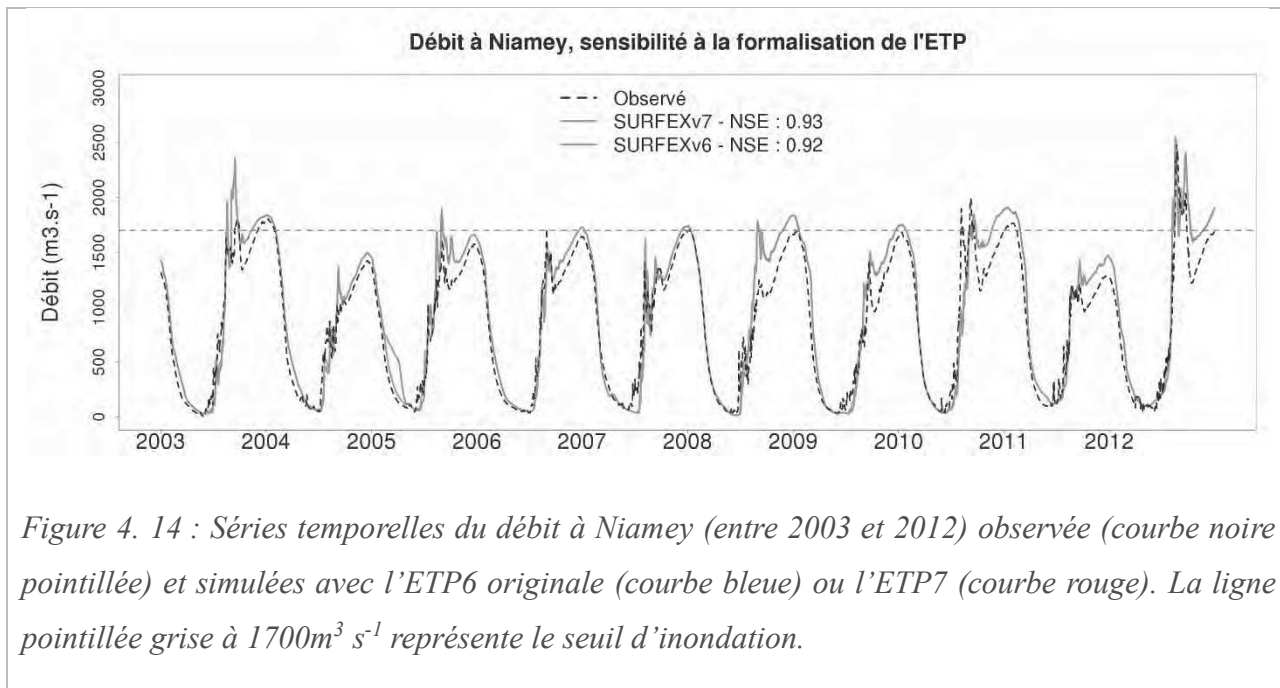 Débit à Niamey, sensibilité à la formalisation de l'ETP
Observé
SURFEXv7 - NSE : 0.93
SURFEXv6 - NSE : 0.92
Débit (m3.s-1)
3000
2500
2000
1500
1000
500
0
2003 2004 2005 2006 2007 2008 2009 2010 2011 2012
Figure 4. 14 : Séries temporelles du débit à Niamey (entre 2003 et 2012) observée (courbe noire
pointillée) et simulées avec l'ETP6 originale (courbe bleue) ou l'ETP7 (courbe rouge). La ligne
pointillée grise à 1700m³ s⁻¹ représente le seuil d'inondation.